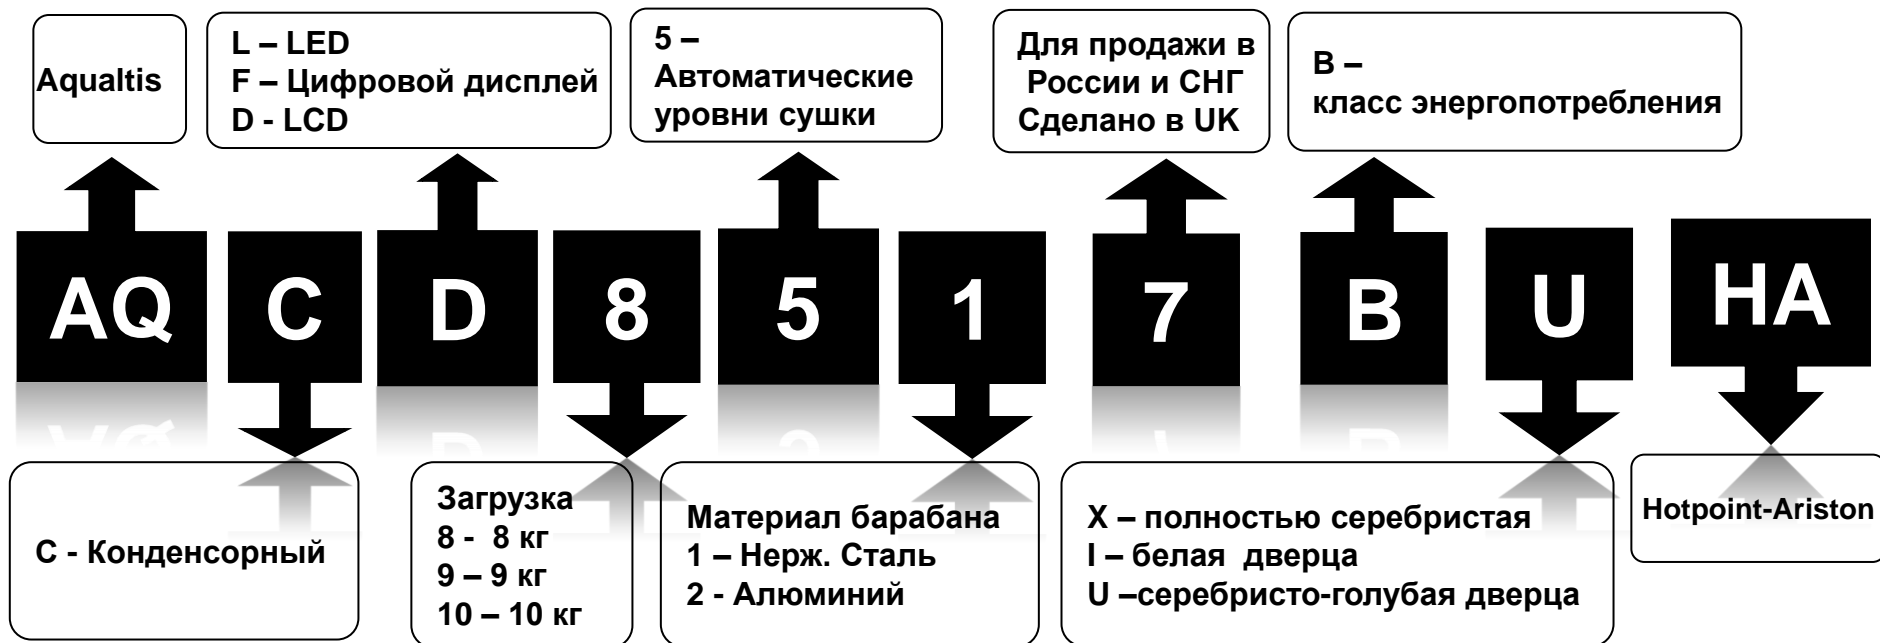 Aqualtis
L – LED
F – Цифровой дисплей
D - LCD
5 –
Автоматические
уровни сушки
Для продажи в
России и СНГ
Сделано в UK
B –
класс энергопотребления
AQ C D 8 5 1 7 B U HA
C - Конденсорный
Загрузка
8 - 8 кг
9 – 9 кг
10 – 10 кг
Материал барабана
1 – Нерж. Сталь
2 - Алюминий
X – полностью серебристая
I – белая дверца
U –серебристо-голубая дверца
Hotpoint-Ariston